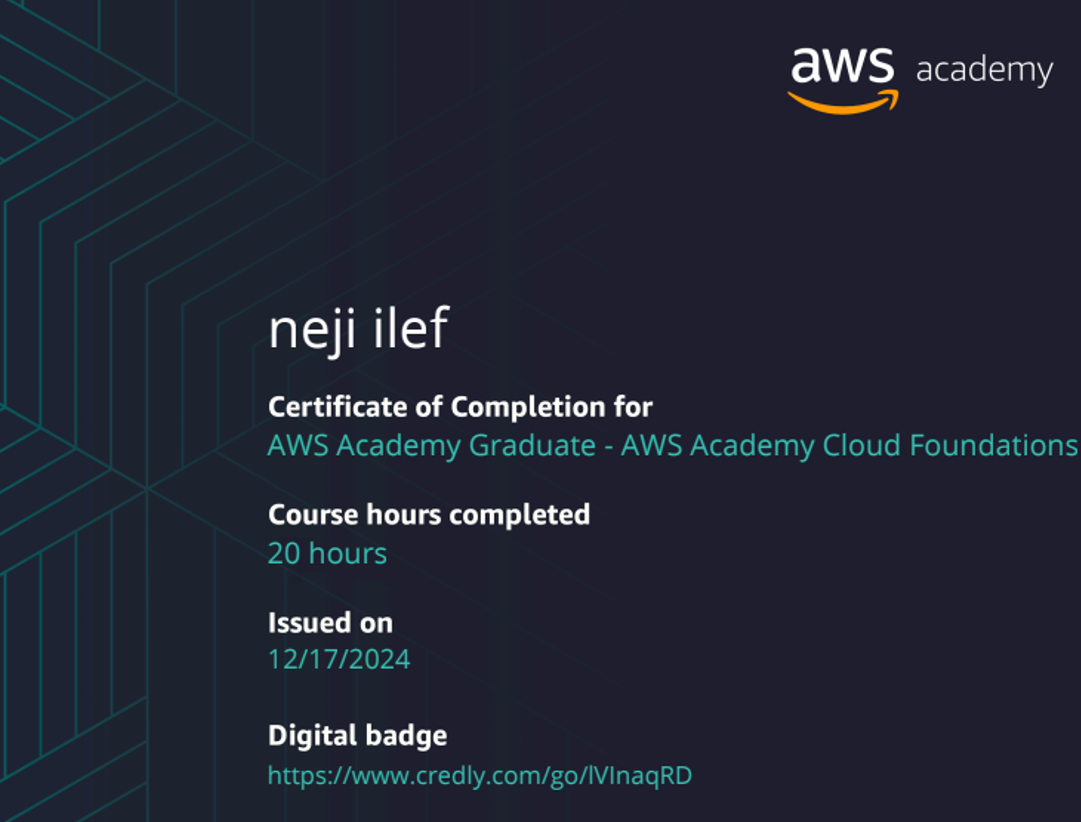 aws academy
neji ilef
Certificate of Completion for
AWS Academy Graduate - AWS Academy Cloud Foundations
Course hours completed
20 hours
Issued on
12/17/2024
Digital badge
https://www.credly.com/go/lVInaqRD